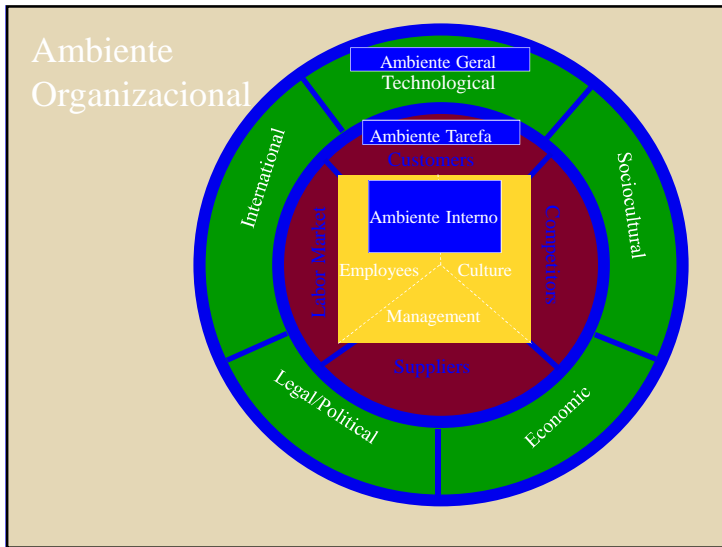 Ambiente
Organizacional
Ambiente Geral
Technological
International
Sociocultural
Ambiente Tarefa
Customers
Labor Market
Competitors
Ambiente Interno
Employees
Culture
Management
Suppliers
Legal/Political
Economic